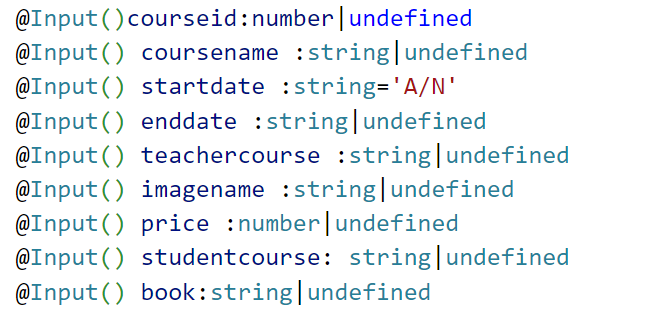 @Input()courseid:number|undefined
@Input() coursename :string|undefined
@Input() startdate :string='A/N'
@Input() enddate :string|undefined
@Input() teachercourse :string|undefined
@Input() imagename :string|undefined
@Input() price :number|undefined
@Input() studentcourse: string|undefined
@Input() book:string|undefined